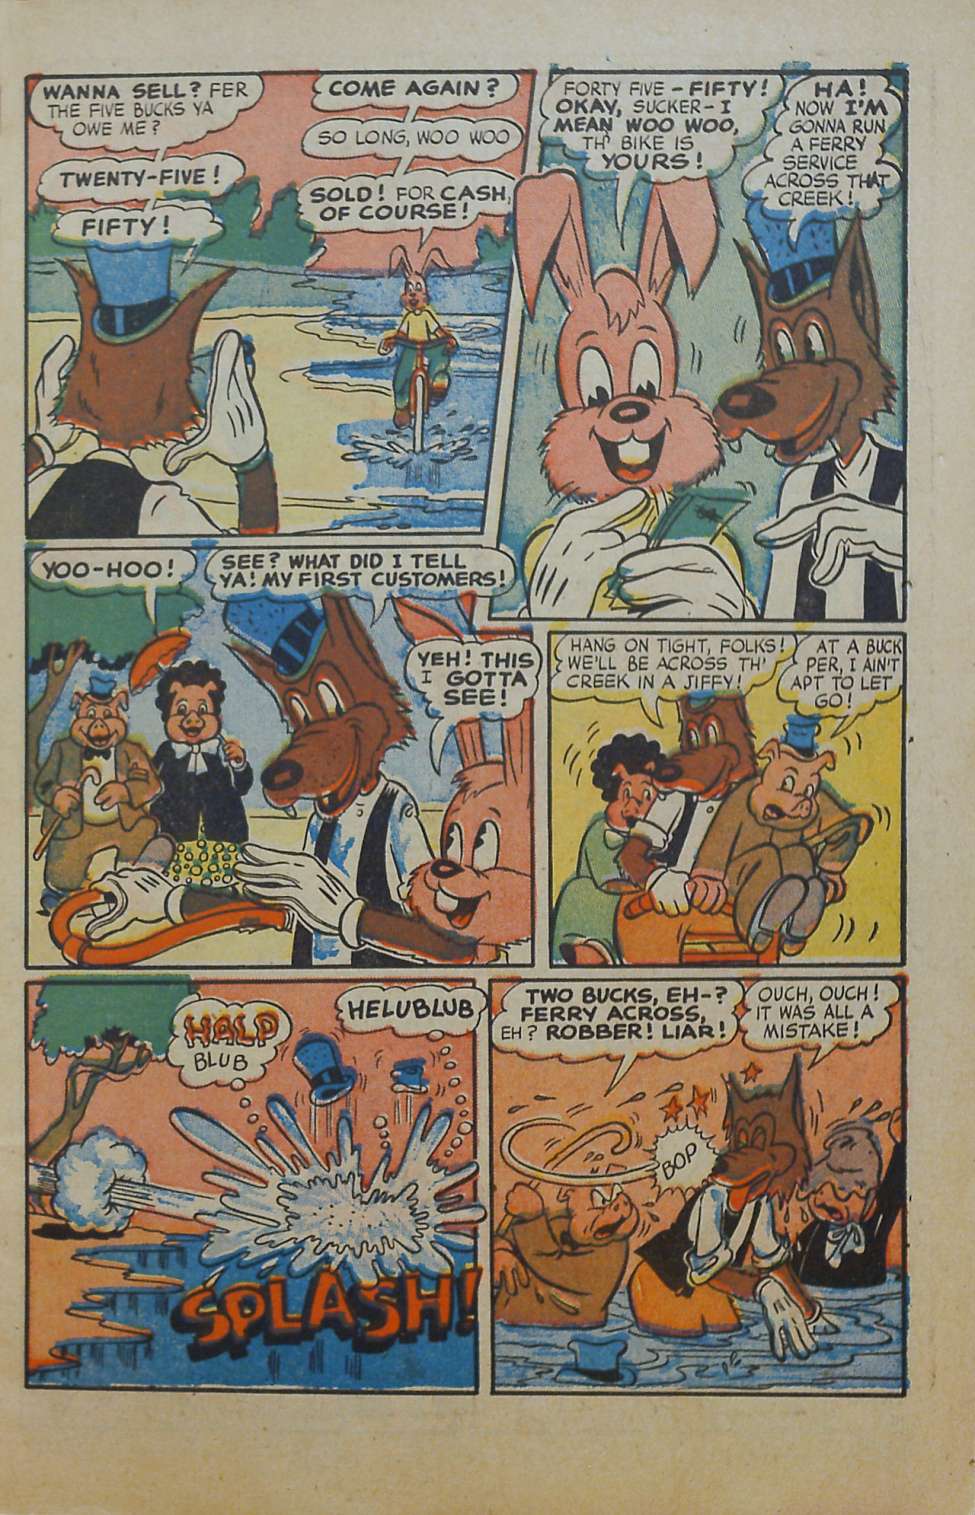 WANNA SELL? FER
THE FIVE BUCKS YA
OWE ME?
COME AGAIN?
SO LONG, WOO WOO
TWENTY-FIVE!
SOLD! FOR CASH,
OF COURSE!
FIFTY!
FORTY FIVE - FIFTY!
OKAY, SUCKER - I
MEAN WOO WOO,
TH' BIKE IS
YOURS!
HA!
NOW I'M
GONNA RUN
A FERRY
SERVICE
ACROSS THAT
CREEK!
$
YOO-HOO!
SEE? WHAT DID I TELL
YA! MY FIRST CUSTOMERS!
YEH! THIS
I GOTTA
SEE!
HANG ON TIGHT, FOLKS!
WE'LL BE ACROSS TH'
CREEK IN A JIFFY!
AT A BUCK
PER, I AIN'T
APT TO LET
GO!
HALP
BLUB
HELUBLUB
SPLASH!
TWO BUCKS, EH-?
FERRY ACROSS,
EH? ROBBER! LIAR!
OUCH, OUCH!
IT WAS ALL A
MISTAKE!
BOP